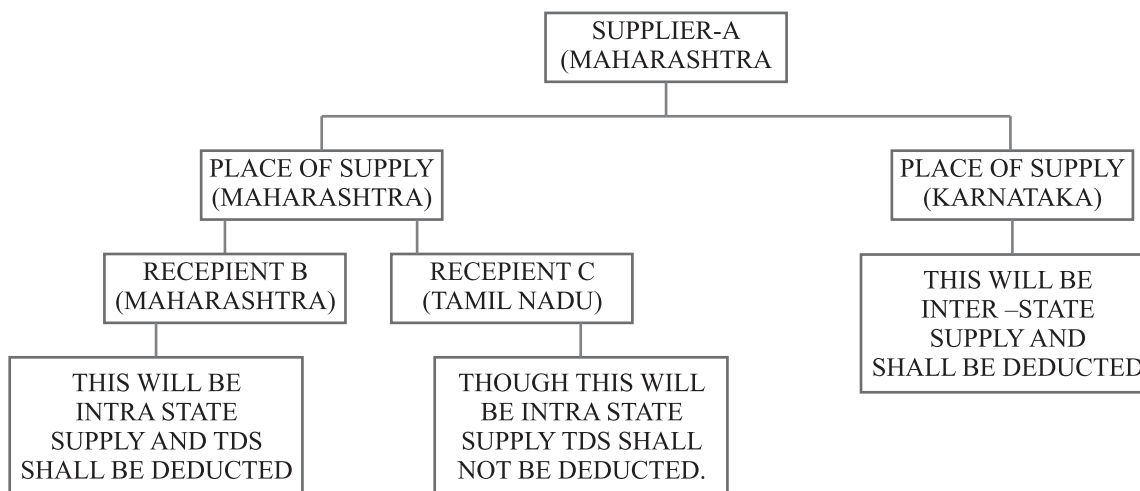 SUPPLIER-A
(MAHARASHTRA
PLACE OF SUPPLY
(MAHARASHTRA)
PLACE OF SUPPLY
(KARNATAKA)
RECEPIENT B
(MAHARASHTRA)
RECEPIENT C
(TAMIL NADU)
THIS WILL BE
INTER –STATE
SUPPLY AND
SHALL BE DEDUCTED
THIS WILL BE
INTRA STATE
SUPPLY AND TDS
SHALL BE DEDUCTED
THOUGH THIS WILL
BE INTRA STATE
SUPPLY TDS SHALL
NOT BE DEDUCTED.